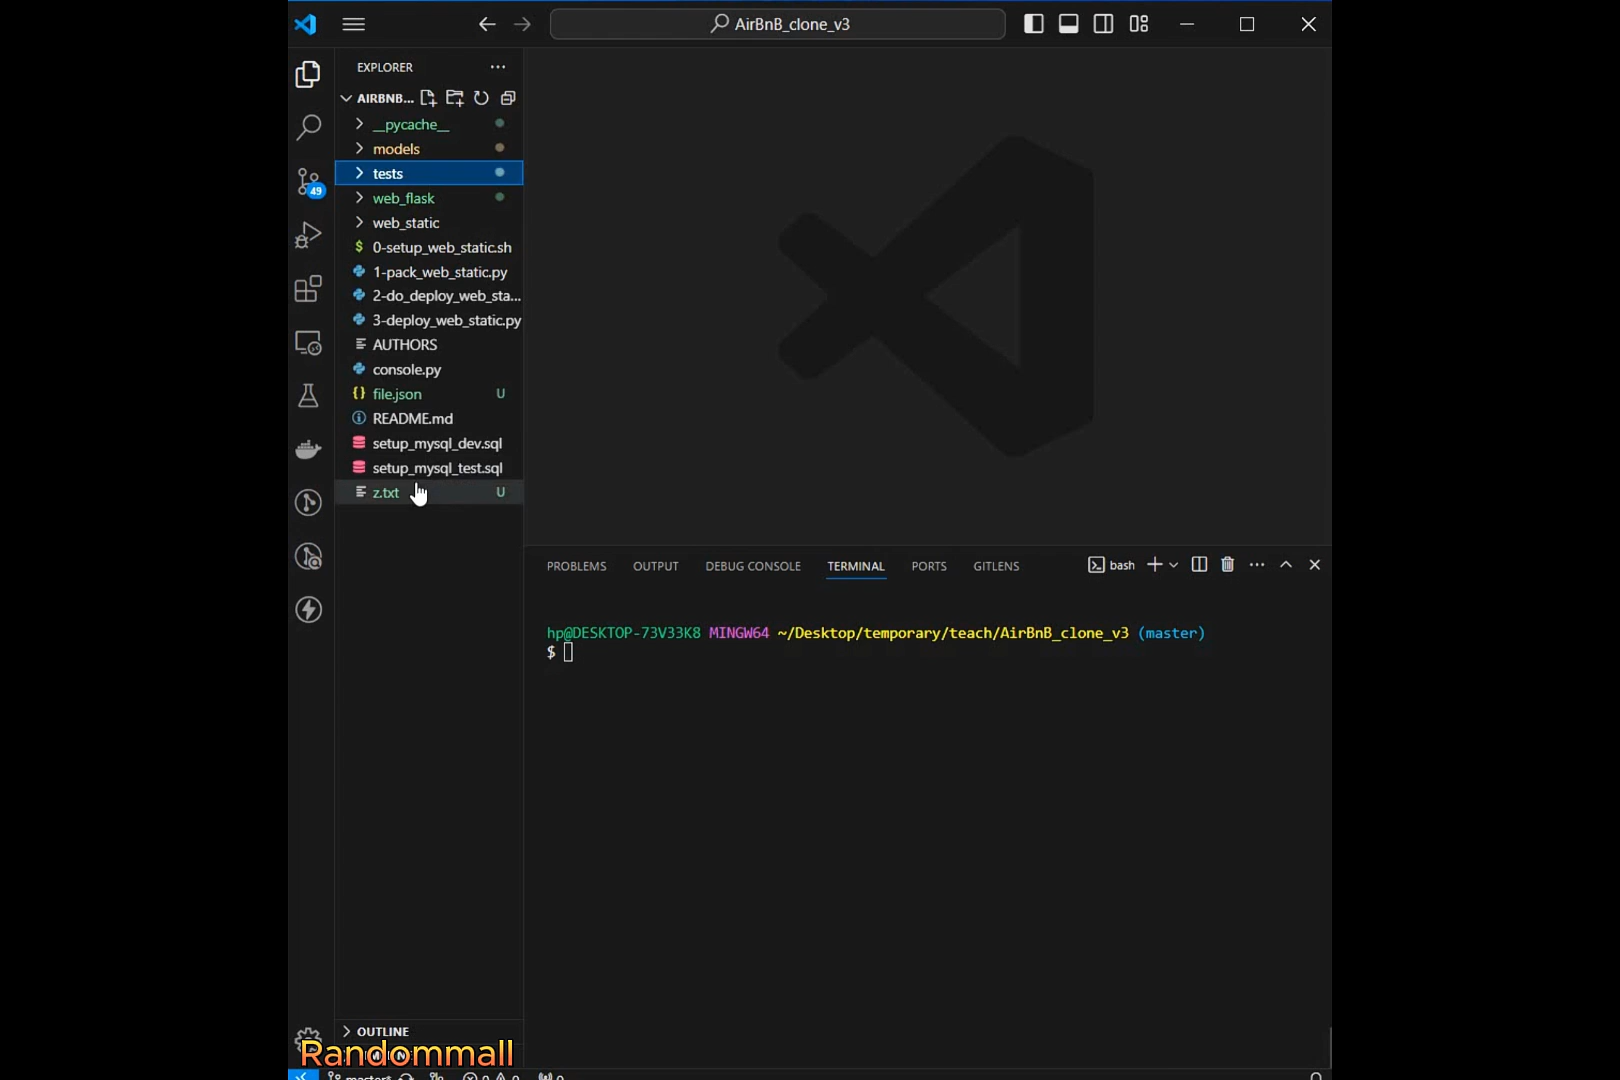 AirBnB_clone_v3
EXPLORER
AIRBNB...
__pycache__
models
tests
web_flask
web_static
0-setup_web_static.sh
1-pack_web_static.py
2-do_deploy_web_sta...
3-deploy_web_static.py
AUTHORS
console.py
file.json U
README.md
setup_mysql_dev.sql
setup_mysql_test.sql
z.txt U
49
PROBLEMS OUTPUT DEBUG CONSOLE TERMINAL PORTS GITLENS bash
hp@DESKTOP-73V33K8 MINGW64 ~/Desktop/temporary/teach/AirBnB_clone_v3 (master)
$
OUTLINE
Randommall
master*